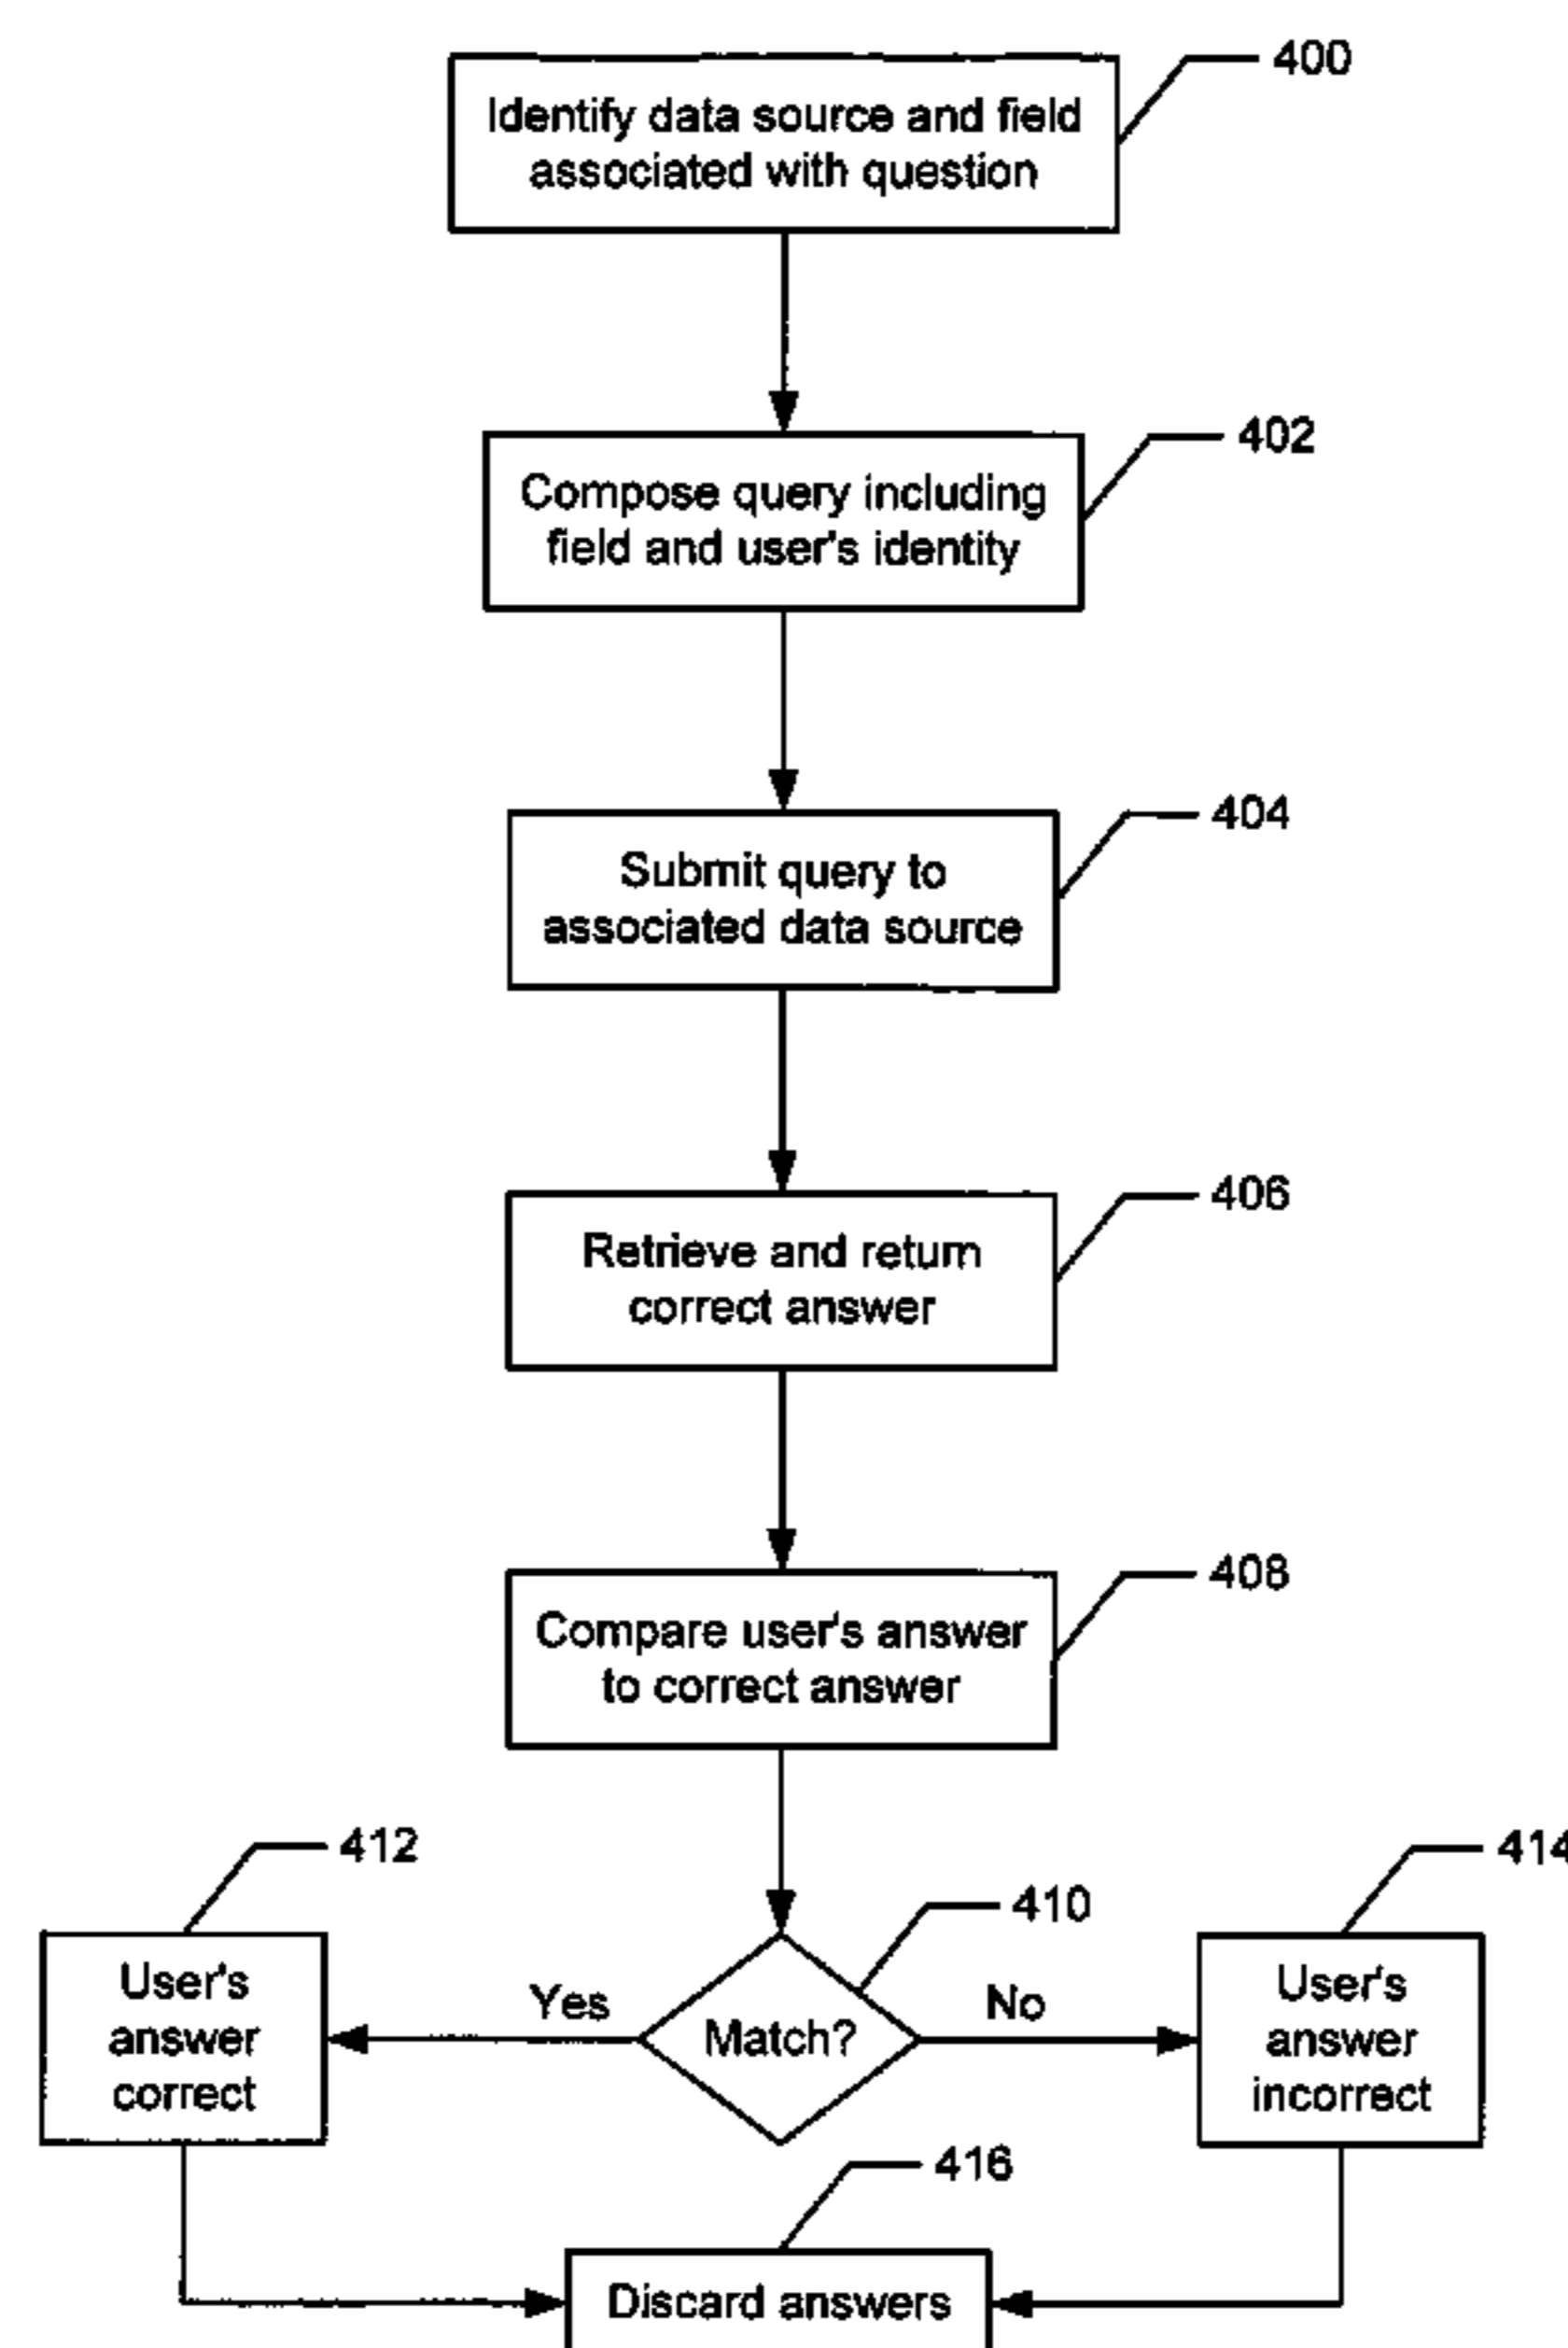 400
Identify data source and field
associated with question
402
Compose query including
field and user's identity
404
Submit query to
associated data source
406
Retrieve and return
correct answer
408
Compare user's answer
to correct answer
412
414
410
User's
answer
correct
Yes
Match?
No
User's
answer
incorrect
416
Discard answers